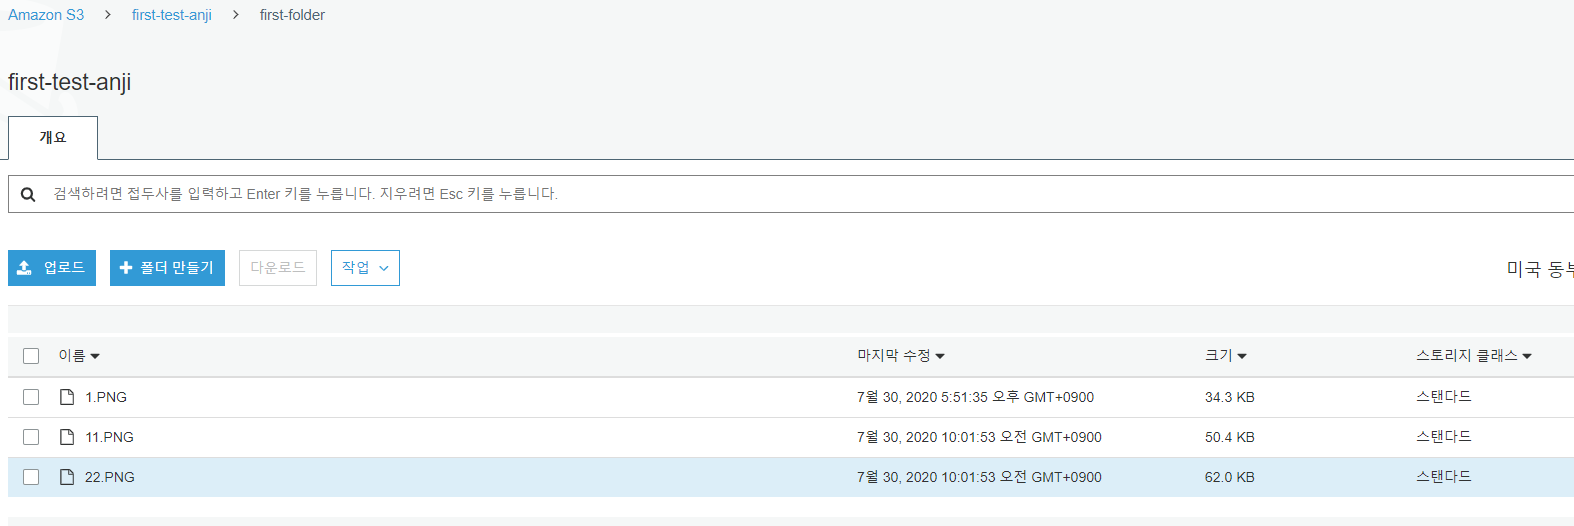 Amazon S3 > first-test-anji > first-folder
first-test-anji
개요
검색하려면 접두사를 입력하고 Enter 키를 누릅니다. 지우려면 Esc 키를 누릅니다.
업로드 폴더 만들기 다운로드 작업 미국 동부
이름 마지막 수정 크기 스토리지 클래스
1.PNG 7월 30, 2020 5:51:35 오후 GMT+0900 34.3 KB 스탠다드
11.PNG 7월 30, 2020 10:01:53 오전 GMT+0900 50.4 KB 스탠다드
22.PNG 7월 30, 2020 10:01:53 오전 GMT+0900 62.0 KB 스탠다드